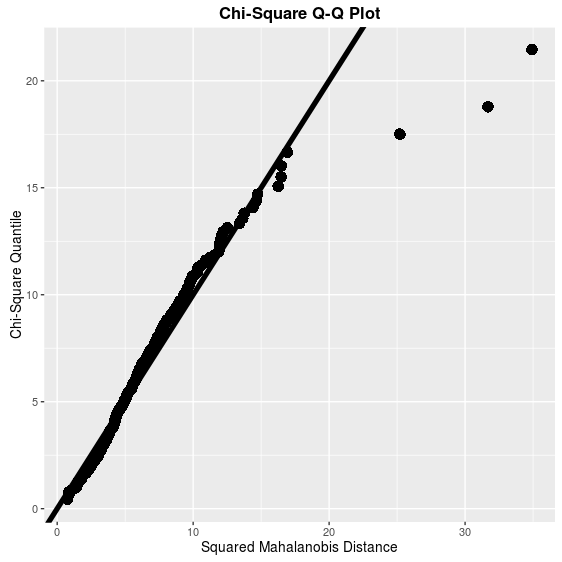 Chi-Square Q-Q Plot
20
15
10
5
0
Chi-Square Quantile
0 10 20 30
Squared Mahalanobis Distance